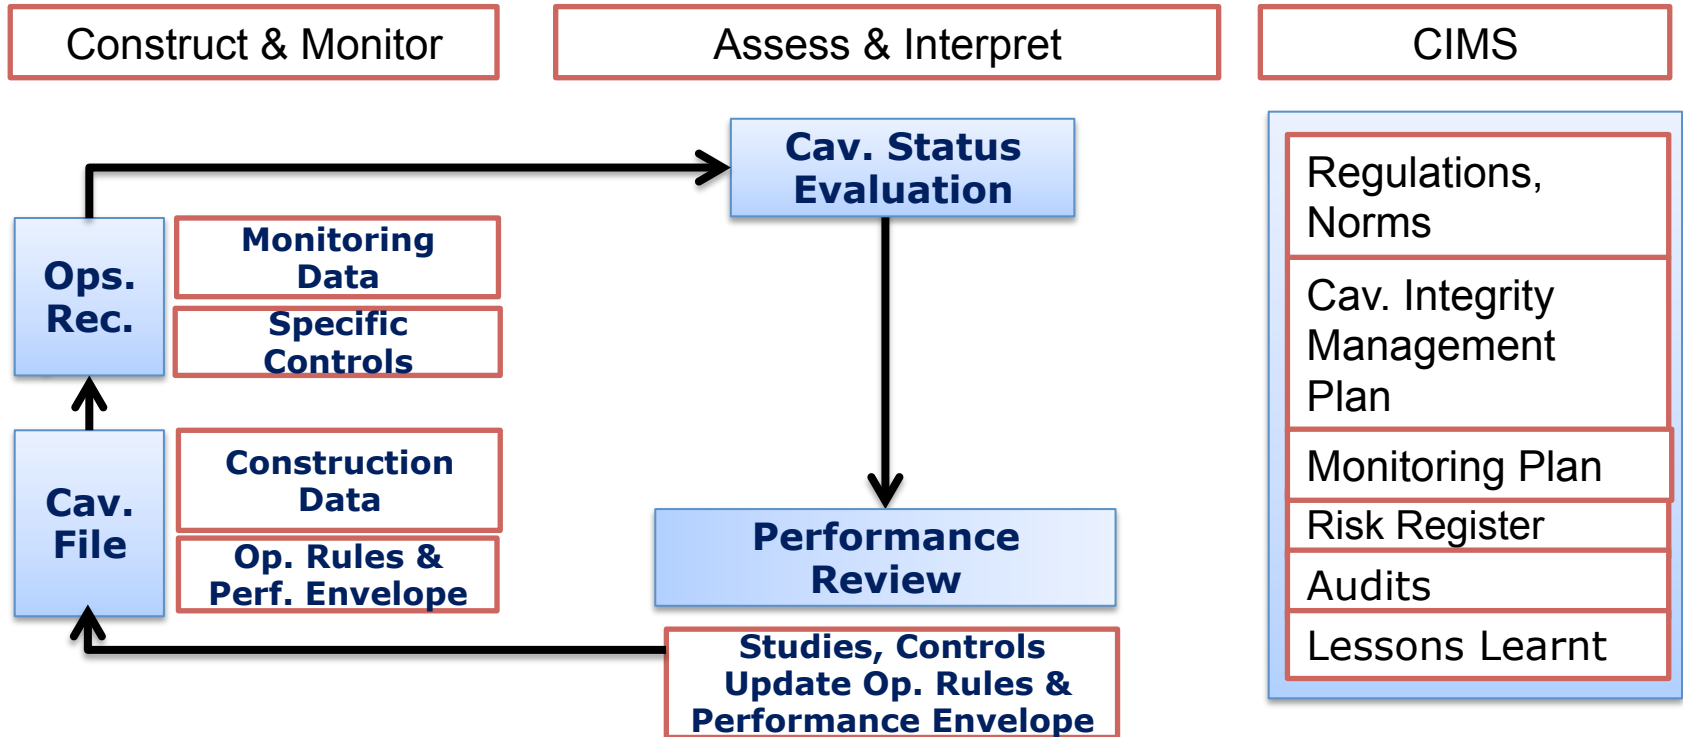 Construct & Monitor
Assess & Interpret
CIMS
Cav. Status
Evaluation
Ops.
Rec.
Monitoring
Data
Specific
Controls
Cav.
File
Construction
Data
Op. Rules &
Perf. Envelope
Performance
Review
Studies, Controls
Update Op. Rules &
Performance Envelope
Regulations,
Norms
Cav. Integrity
Management
Plan
Monitoring Plan
Risk Register
Audits
Lessons Learnt